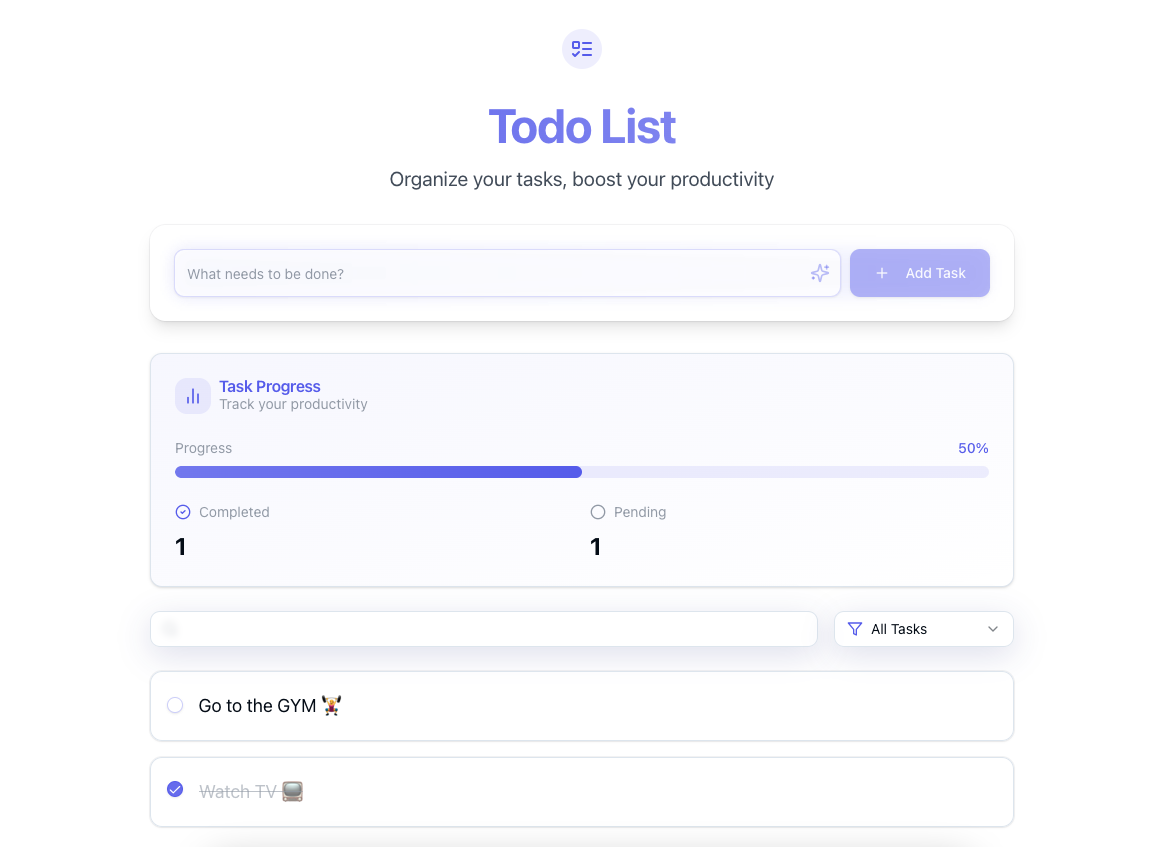 Todo List
Organize your tasks, boost your productivity
What needs to be done?
Add Task
Task Progress
Track your productivity
Progress 50%
Completed
Pending
1
1
All Tasks
Go to the GYM 🏋️‍♀️
Watch TV 📺